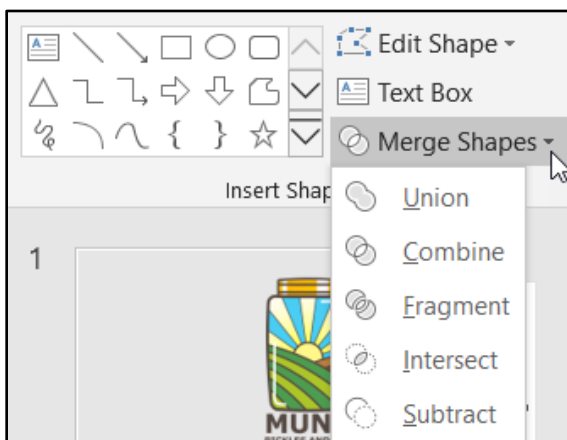 Edit Shape
Text Box
Merge Shapes
Insert Shap
Union
1
Combine
Fragment
Intersect
Subtract
MUN